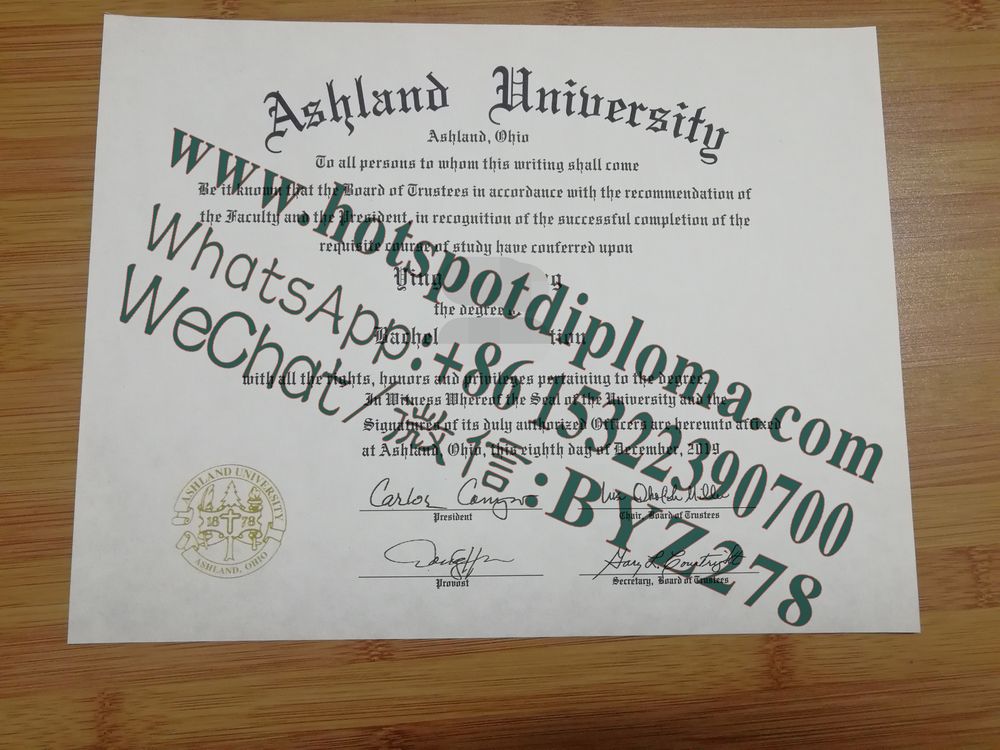 Ashland University
Ashland, Ohio
To all persons to whom this writing shall come
Be it known that the Board of Trustees in accordance with the recommendation of
the Faculty and the President, in recognition of the successful completion of the
requisite course of study have conferred upon
the degree
with all the rights, honors and privileges pertaining to the degree.
In Witness Whereof the Seal of the University and the
Signatures of its duly authorized Officers are hereunto affixed
at Ashland, Ohio, this eighth day of December, 2019
www.hotspotdiploma.com
WhatsApp:+86 15322390700
WeChat/微信:BYZ278
ASHLAND UNIVERSITY
1878
ASHLAND, OHIO
President
Chair, Board of Trustees
Gary L. Courtright
Provost
Secretary, Board of Trustees